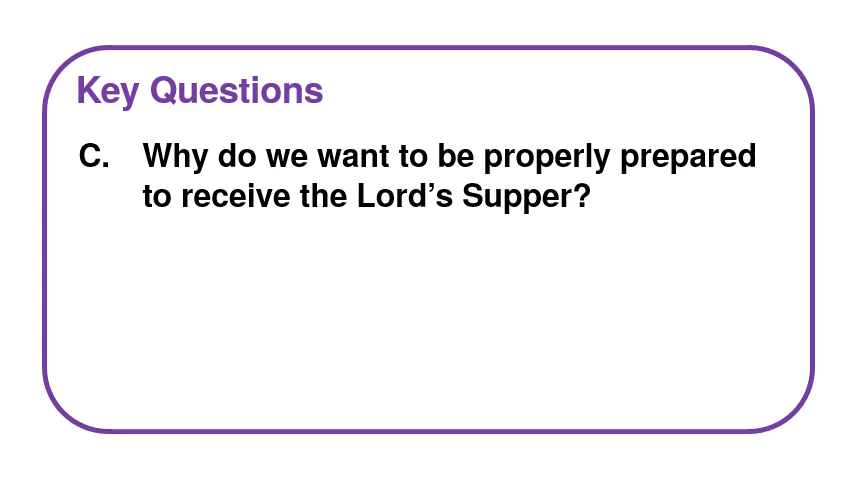 Key Questions
C. Why do we want to be properly prepared
to receive the Lord’s Supper?